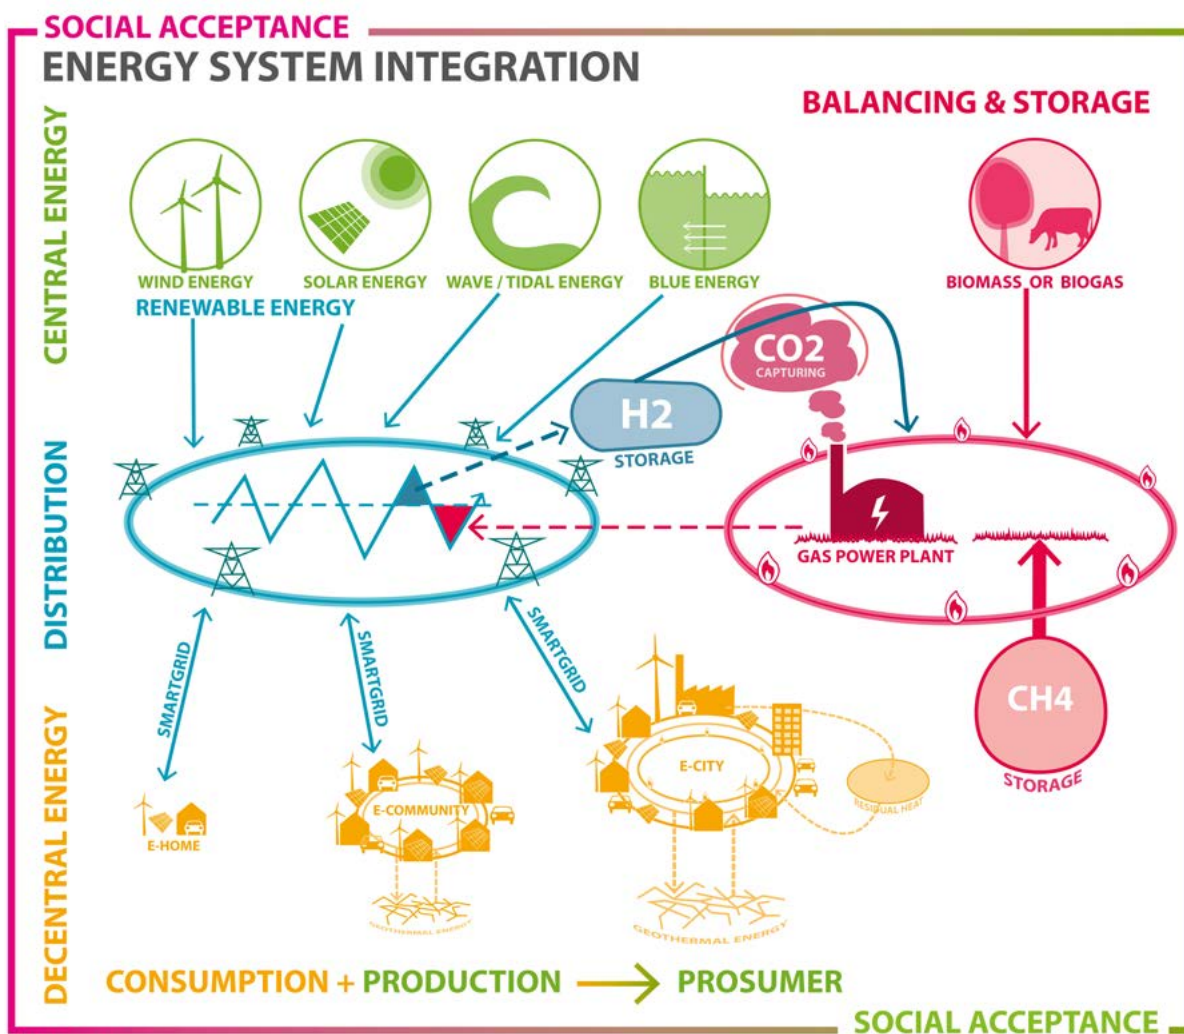 SOCIAL ACCEPTANCE
ENERGY SYSTEM INTEGRATION
BALANCING & STORAGE
CENTRAL ENERGY
WIND ENERGY
SOLAR ENERGY
WAVE / TIDAL ENERGY
BLUE ENERGY
BIOMASS OR BIOGAS
RENEWABLE ENERGY
CO2
CAPTURING
H2
STORAGE
DISTRIBUTION
GAS POWER PLANT
SMARTGRID
SMARTGRID
SMARTGRID
CH4
STORAGE
DECENTRAL ENERGY
E-HOME
E-COMMUNITY
E-CITY
RESIDUAL HEAT
GEOTHERMAL ENERGY
GEOTHERMAL ENERGY
CONSUMPTION + PRODUCTION PROSUMER
SOCIAL ACCEPTANCE